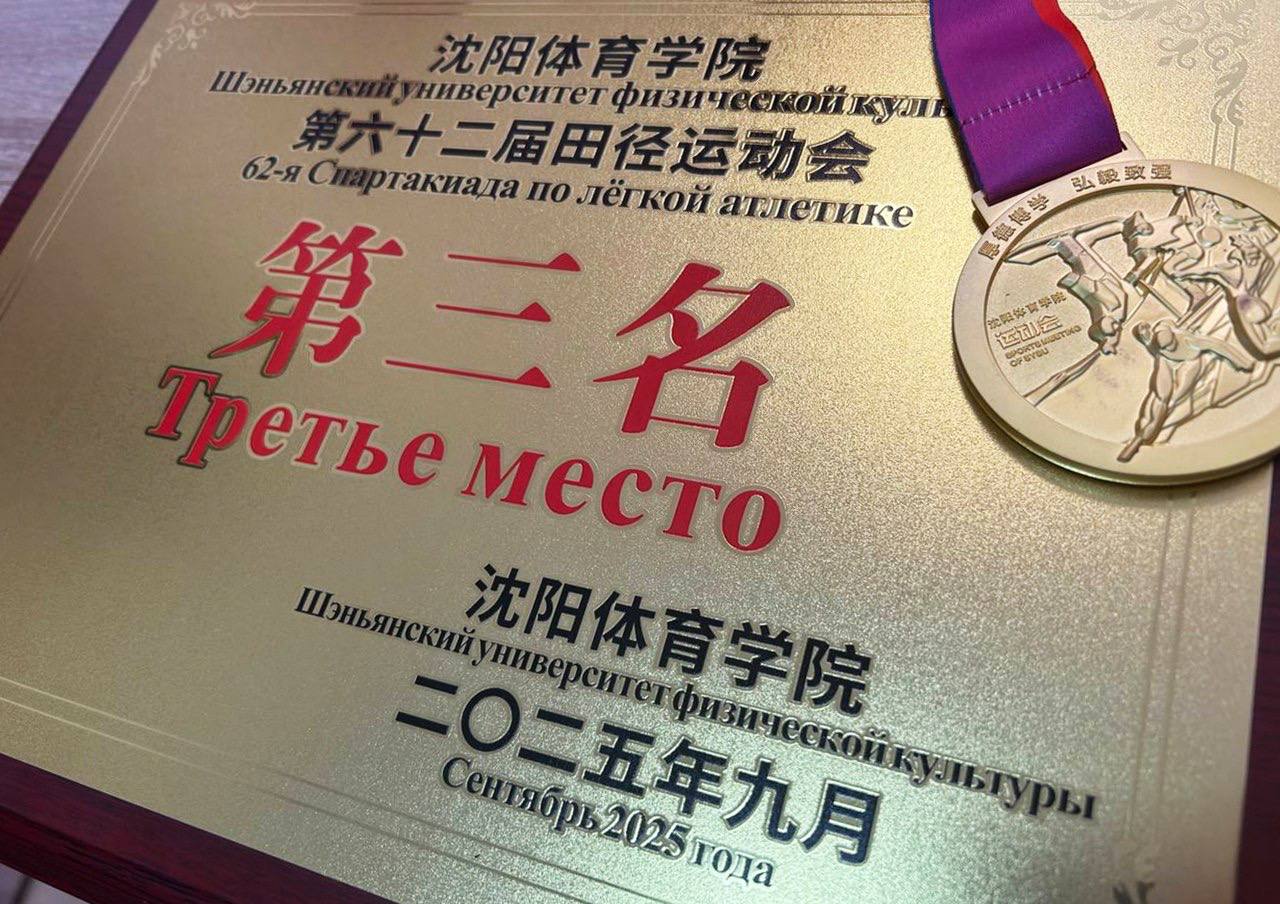 沈阳体育学院
Шэньянский университет физической куль
第六十二届田径运动会
62-я Спартакиада по лёгкой атлетике
第三名
Третье место
沈阳体育学院
Шэньянский университет физической культуры
二〇二五年九月
Сентябрь 2025 года
厚德博学 弘毅致强
沈阳体育学院
运动会
SPORTS MEETING
OF SYSU